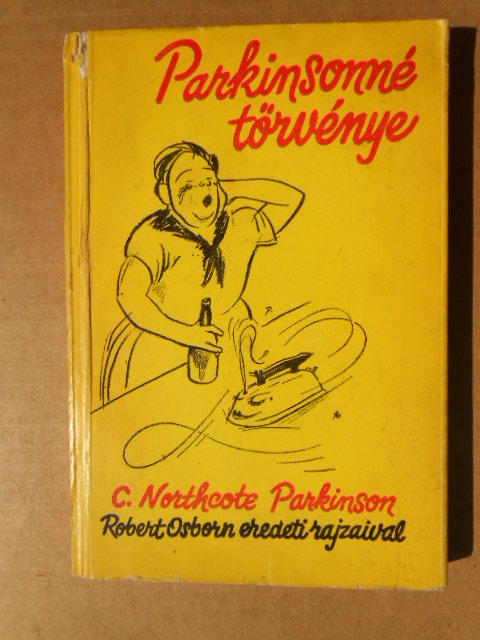 Parkinsonné
törvénye
C. Northcote Parkinson
Robert Osborn eredeti rajzaival